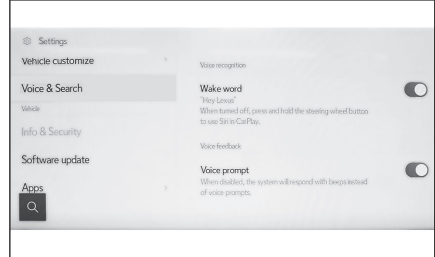 Settings
Vehicle customize
Voice & Search
Vehicle
Info & Security
Software update
Apps
Voice recognition
Wake word
"Hey Lexus"
When turned off, press and hold the steering wheel button
to use Siri in CarPlay.
Voice feedback
Voice prompt
When disabled, the system will respond with beeps instead
of voice prompts.